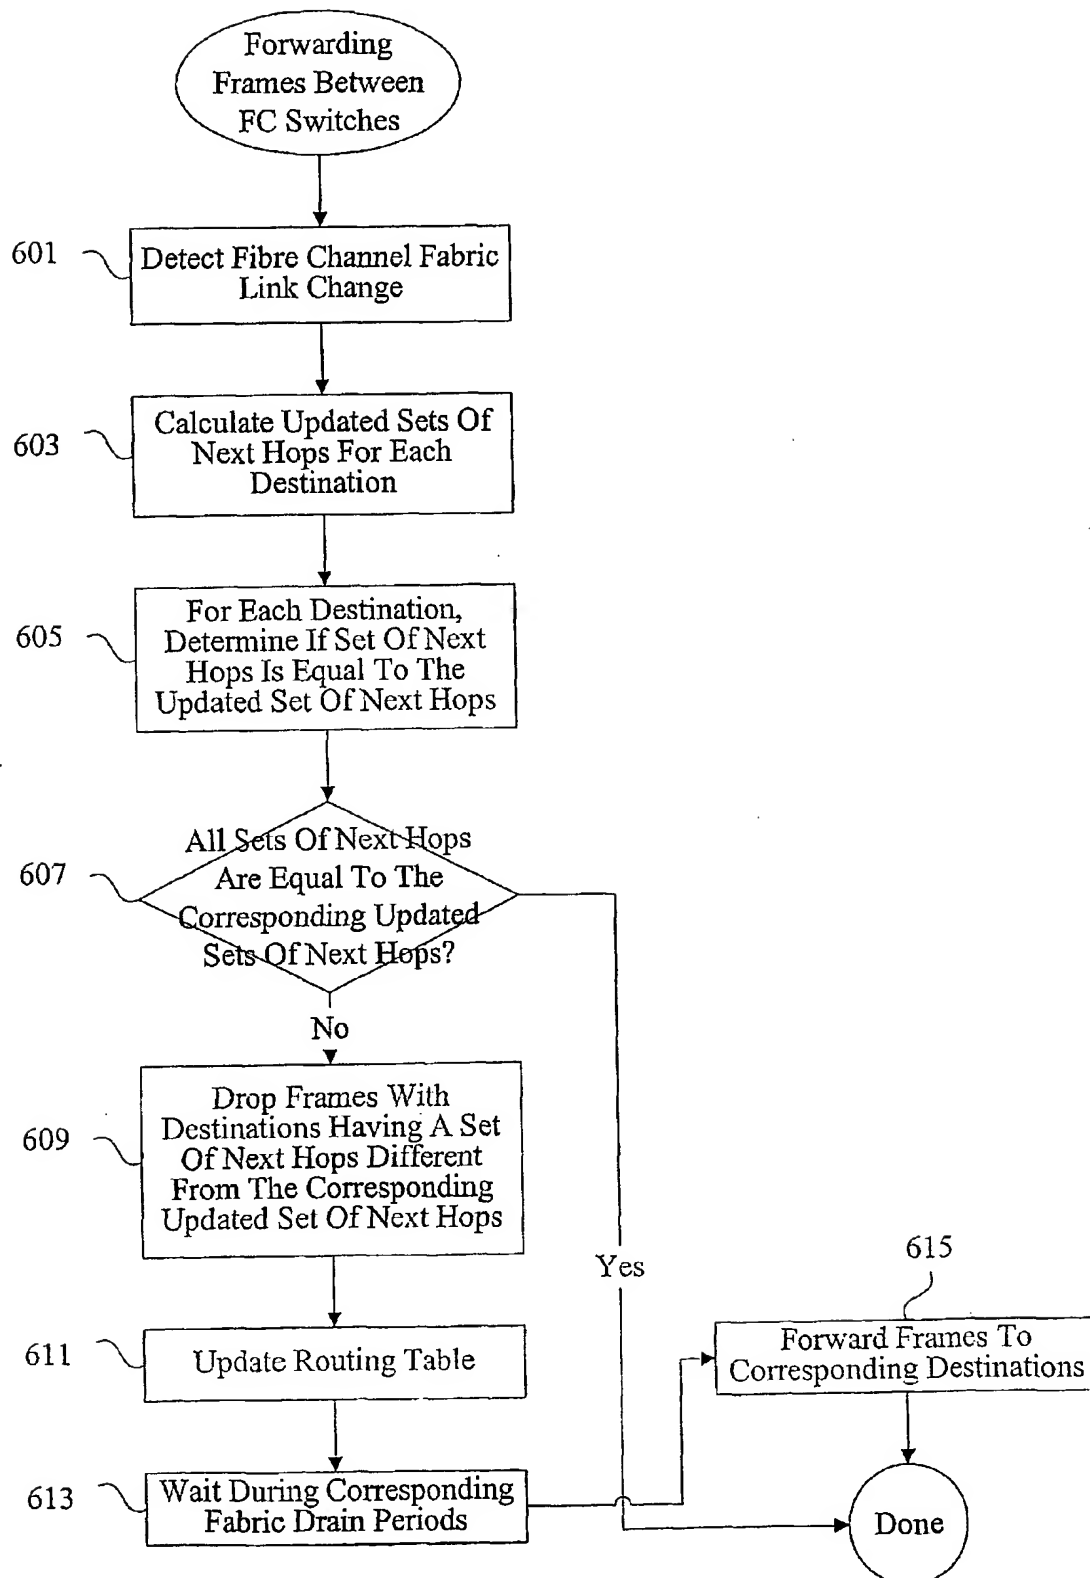 Forwarding
Frames Between
FC Switches
601
Detect Fibre Channel Fabric
Link Change
603
Calculate Updated Sets Of
Next Hops For Each
Destination
605
For Each Destination,
Determine If Set Of Next
Hops Is Equal To The
Updated Set Of Next Hops
607
All Sets Of Next Hops
Are Equal To The
Corresponding Updated
Sets Of Next Hops?
No
Yes
609
Drop Frames With
Destinations Having A Set
Of Next Hops Different
From The Corresponding
Updated Set Of Next Hops
611
Update Routing Table
613
Wait During Corresponding
Fabric Drain Periods
615
Forward Frames To
Corresponding Destinations
Done